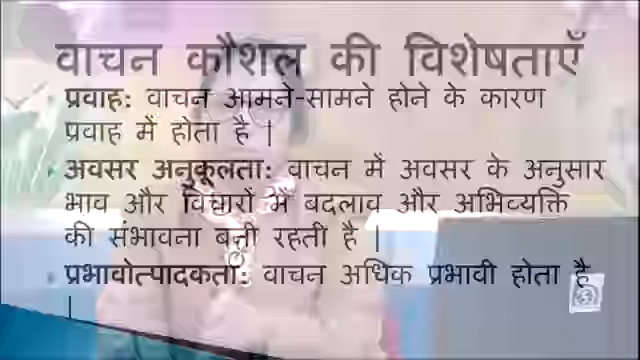 वाचन कौशल की विशेषताएँ
प्रवाह: वाचन आमने-सामने होने के कारण
प्रवाह में होता है |
अवसर अनुकूलता: वाचन में अवसर के अनुसार
भाव और विचारों में बदलाव और अभिव्यक्ति
की संभावना बनी रहती है |
प्रभावोत्पादकता: वाचन अधिक प्रभावी होता है
|